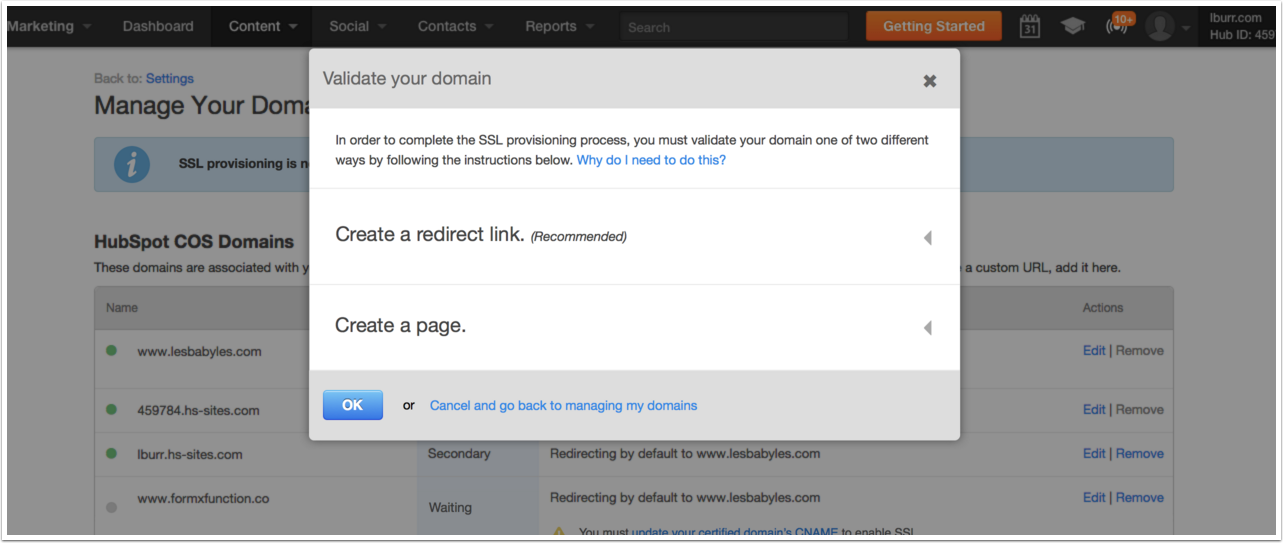 Marketing Dashboard Content Social Contacts Reports Search Getting Started 31 10+ lburr.com
Hub ID: 459
Back to: Settings
Manage Your Doma
Validate your domain
In order to complete the SSL provisioning process, you must validate your domain one of two different
ways by following the instructions below. Why do I need to do this?
SSL provisioning is n
Create a redirect link. (Recommended)
HubSpot COS Domains
These domains are associated with y a custom URL, add it here.
Name Actions
Create a page.
www.lesbabyles.com Edit | Remove
OK or Cancel and go back to managing my domains
459784.hs-sites.com Edit | Remove
lburr.hs-sites.com Secondary Redirecting by default to www.lesbabyles.com Edit | Remove
www.formxfunction.co Waiting Redirecting by default to www.lesbabyles.com Edit | Remove
You must update your certified domain's CNAME to enable SSL